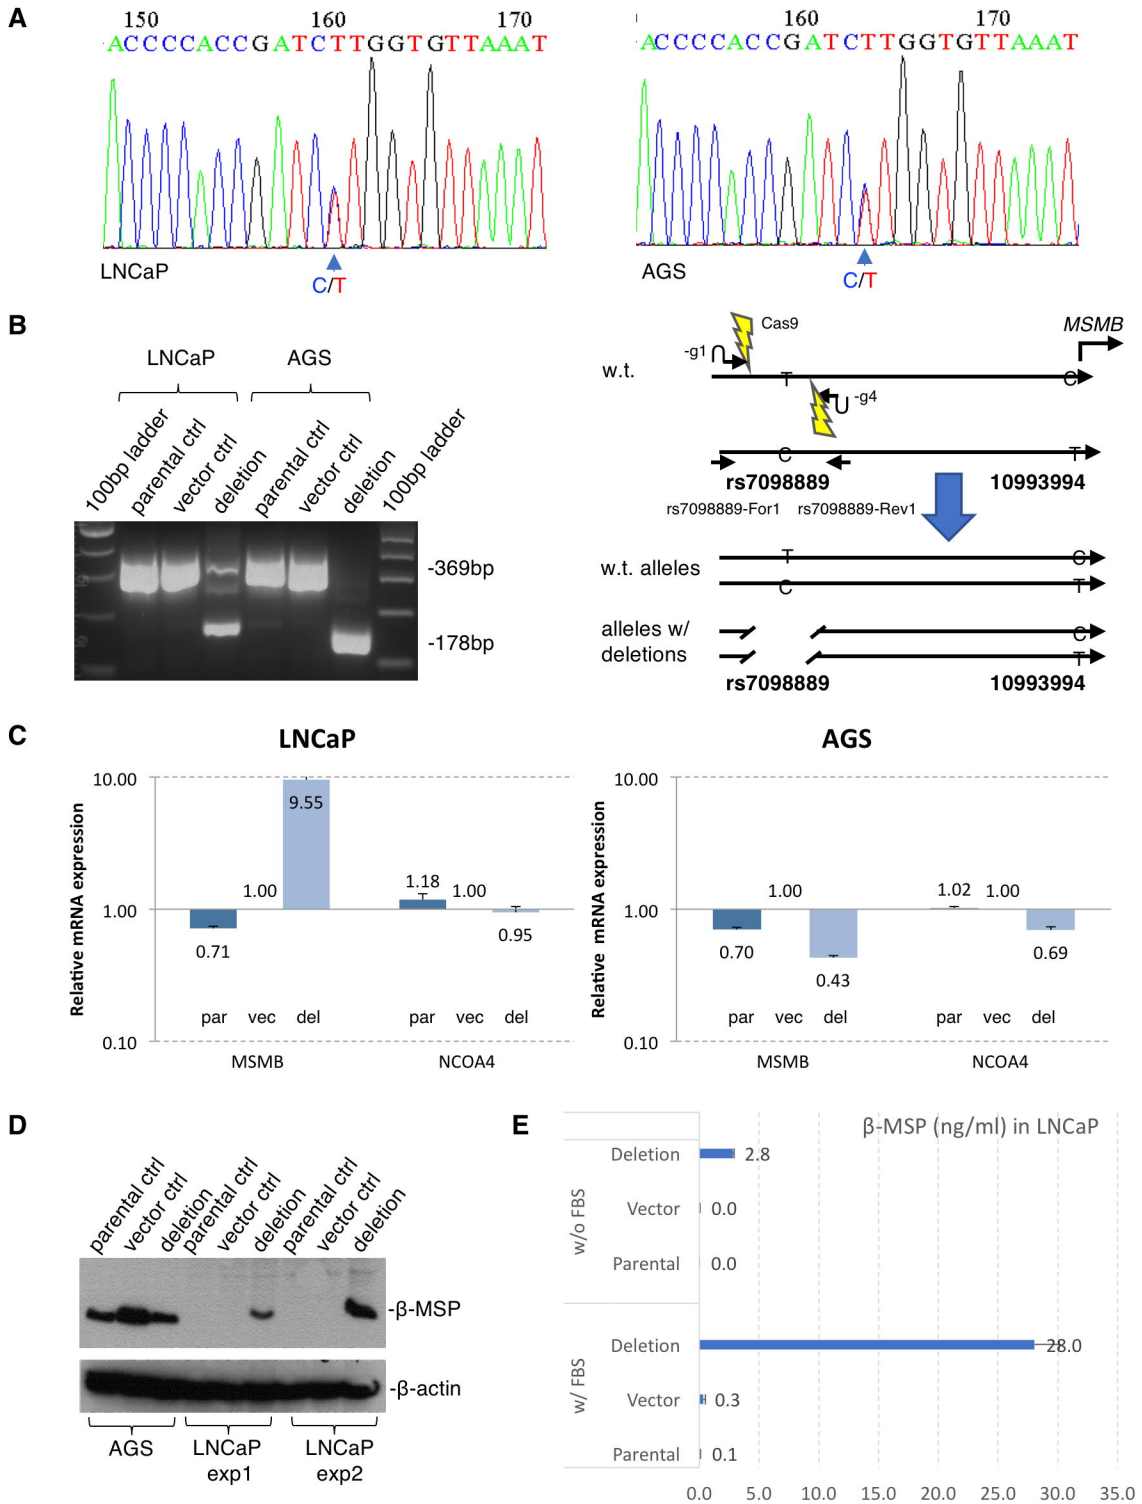 A
150 160 170
ACCCCACCGATCTTGGTGTTAAAT
LNCaP
C/T
160 170
ACCCCACCGATCTTGGTGTTAAAT
AGS
C/T
B
LNCaP AGS
100bp ladder
parental ctrl
vector ctrl
deletion
parental ctrl
vector ctrl
deletion
100bp ladder
-369bp
-178bp
Cas9
MSMB
-g1
w.t.
T C
-g4
C T
rs7098889 10993994
rs7098889-For1 rs7098889-Rev1
w.t. alleles
T C
C T
alleles w/
deletions
C
T
rs7098889 10993994
C
LNCaP
Relative mRNA expression
10.00
1.00
0.10
0.71
1.00
9.55
1.18
1.00
0.95
par vec del par vec del
MSMB NCOA4
AGS
Relative mRNA expression
10.00
1.00
0.10
0.70
1.00
0.43
1.02
1.00
0.69
par vec del par vec del
MSMB NCOA4
D
parental ctrl
vector ctrl
deletion
parental ctrl
vector ctrl
deletion
parental ctrl
vector ctrl
deletion
-β-MSP
-β-actin
AGS
LNCaP
exp1
LNCaP
exp2
E
β-MSP (ng/ml) in LNCaP
w/o FBS
Deletion 2.8
Vector 0.0
Parental 0.0
w/ FBS
Deletion 28.0
Vector 0.3
Parental 0.1
0.0 5.0 10.0 15.0 20.0 25.0 30.0 35.0